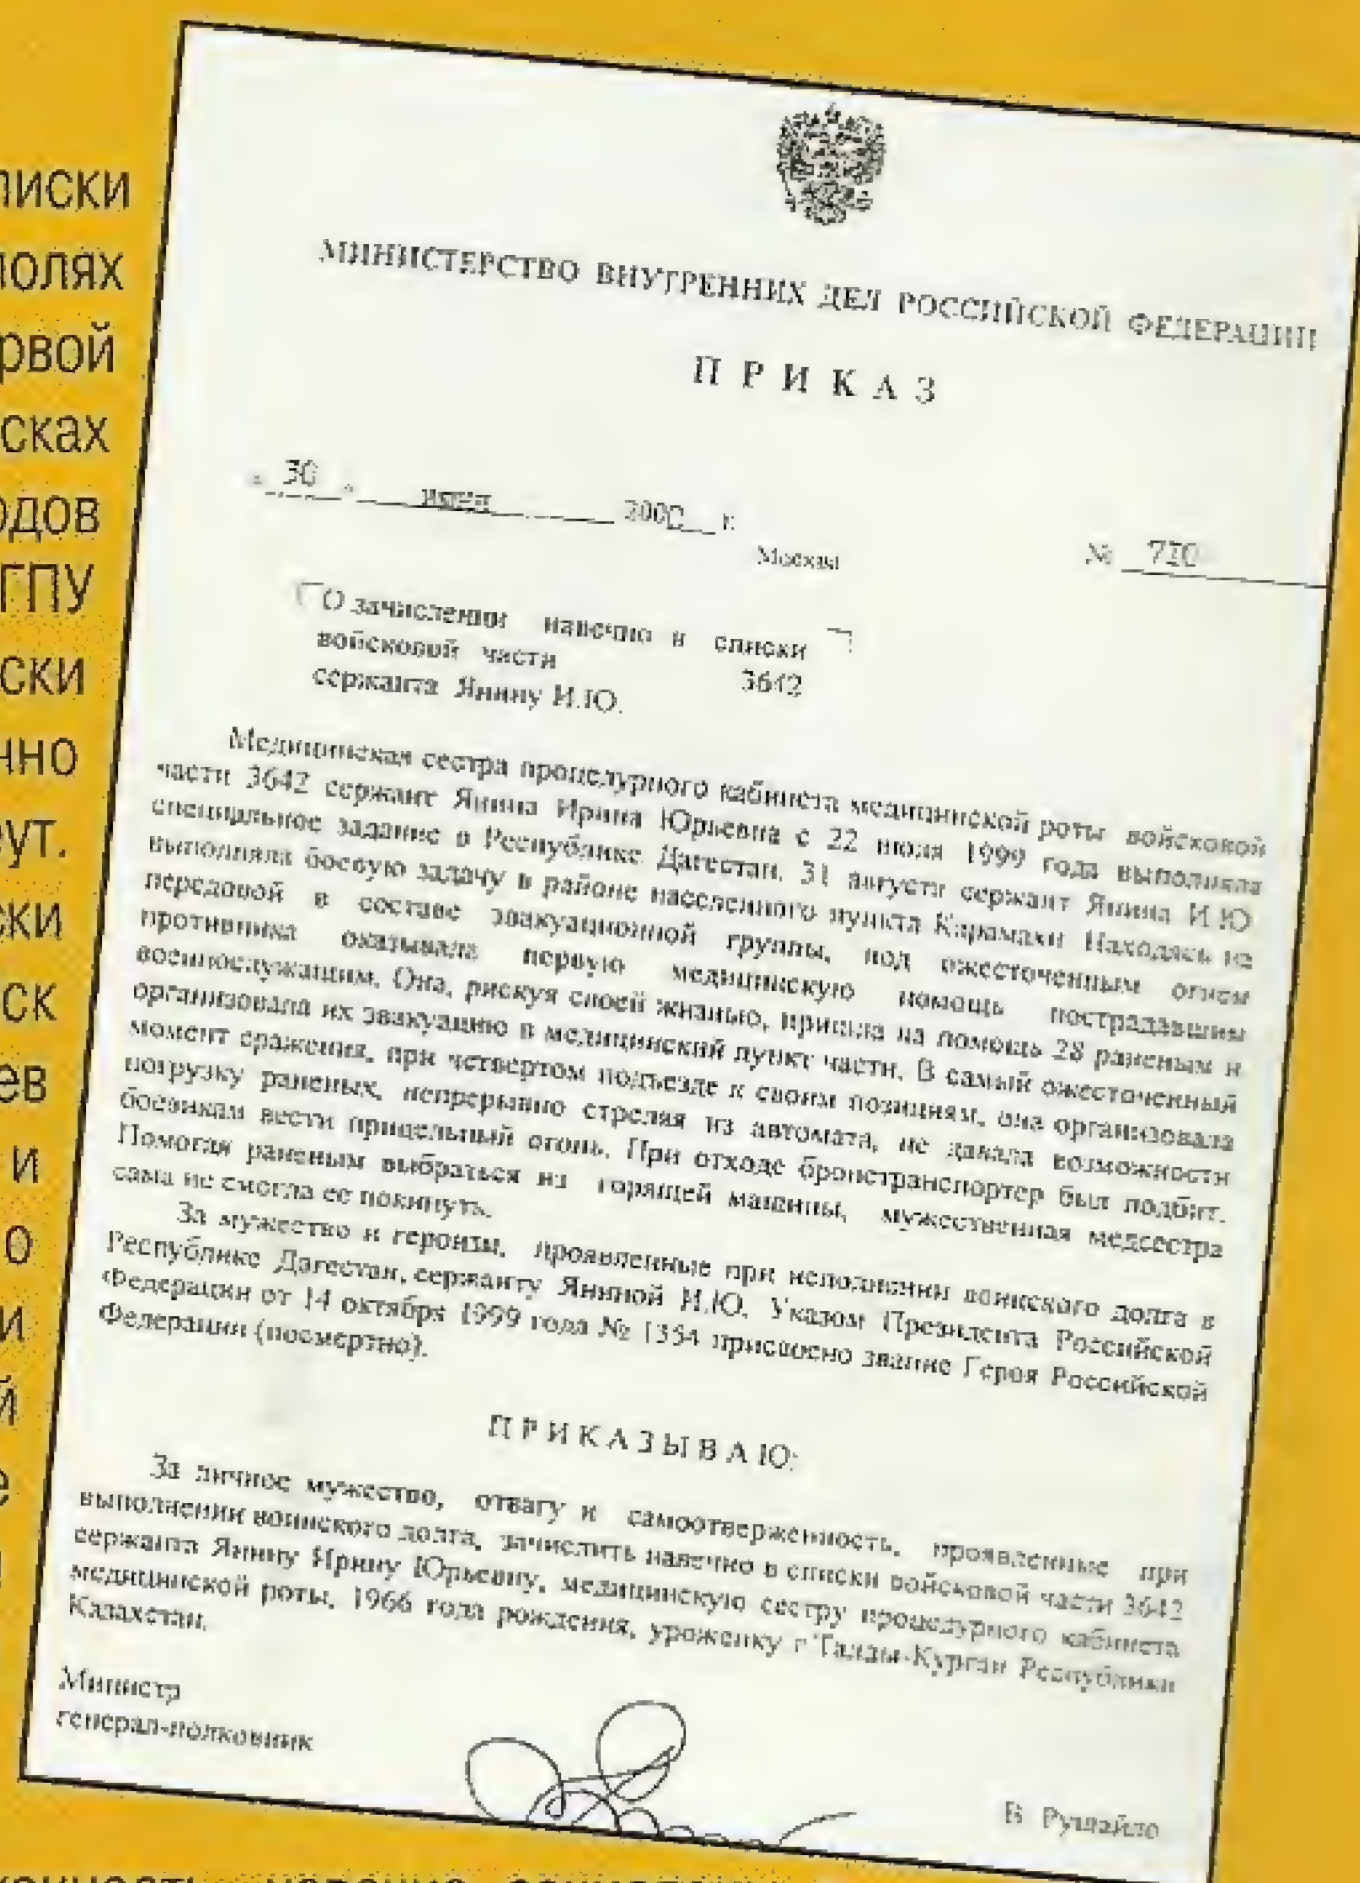 писки
полях
рвой
сках
одов
ГПУ
ски
чно
ут.
ски
ск
ев
и
о
и
й
е
МИНИСТЕРСТВО ВНУТРЕННИХ ДЕЛ РОССИЙСКОЙ ФЕДЕРАЦИИ
ПРИКАЗ
" 30 " 2000 г.
Москва
№ 710
О зачислении навечно в списки
войсковой части 3642
сержанта Янину И.Ю.
Медицинская сестра процедурного кабинета медицинской роты войсковой
части 3642 сержант Янина Ирина Юрьевна с 22 июля 1999 года выполняла
специальное задание в Республике Дагестан. 31 августа сержант Янина И.Ю
выполняла боевую задачу в районе населенного пункта Карамахи Находясь на
передовой в составе эвакуационной группы, под ожесточенным огнем
противника оказывала первую медицинскую помощь пострадавшим
военнослужащим. Она, рискуя своей жизнью, пришла на помощь 28 раненым и
организовала их эвакуацию в медицинский пункт части. В самый ожесточенный
момент сражения, при четвертом подъезде к своим позициям, она организовала
погрузку раненых, непрерывно стреляя из автомата, не давала возможности
боевикам вести прицельный огонь. При отходе бронетранспортер был подбит.
Помогая раненым выбраться из горящей машины, мужественная медсестра
сама не смогла ее покинуть.
За мужество и героизм, проявленные при исполнении воинского долга в
Республике Дагестан, сержанту Яниной И.Ю. Указом Президента Российской
Федерации от 14 октября 1999 года № 1354 присвоено звание Героя Российской
Федерации (посмертно).
ПРИКАЗЫВАЮ:
За личное мужество, отвагу и самоотверженность, проявленные при
выполнении воинского долга, зачислить навечно в списки войсковой части 3642
сержанта Янину Ирину Юрьевну, медицинскую сестру процедурного кабинета
медицинской роты, 1966 года рождения, уроженку г Талды-Курган Республики
Казахстан.
Министр
генерал-полковник
В Рушайло